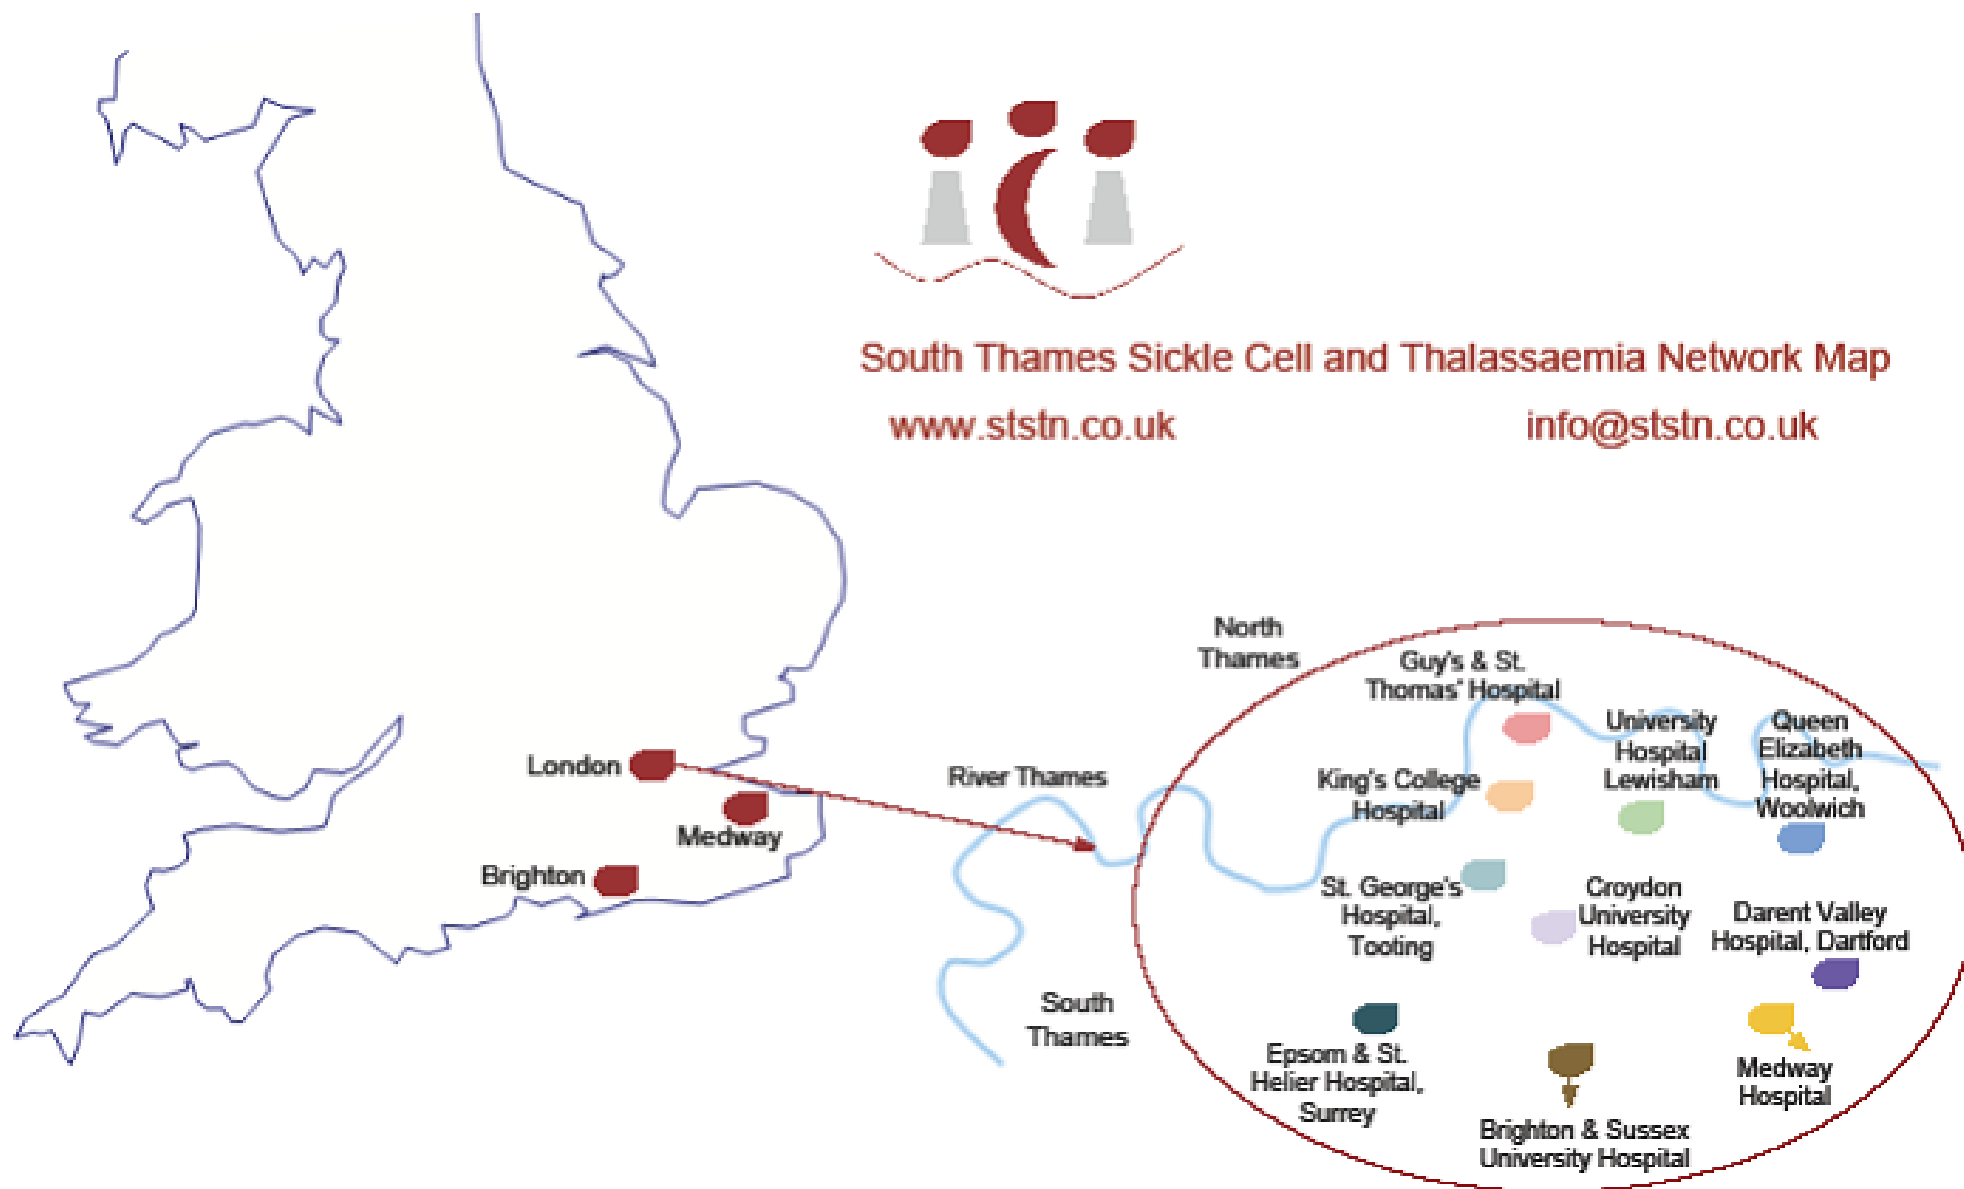 South Thames Sickle Cell and Thalassaemia Network Map
www.ststn.co.uk
info@ststn.co.uk
London
Medway
Brighton
River Thames
North
Thames
South
Thames
Guy's & St.
Thomas' Hospital
University
Hospital
Lewisham
Queen
Elizabeth
Hospital,
Woolwich
King's College
Hospital
St. George's
Hospital,
Tooting
Croydon
University
Hospital
Darent Valley
Hospital, Dartford
Epsom & St.
Helier Hospital,
Surrey
Brighton & Sussex
University Hospital
Medway
Hospital